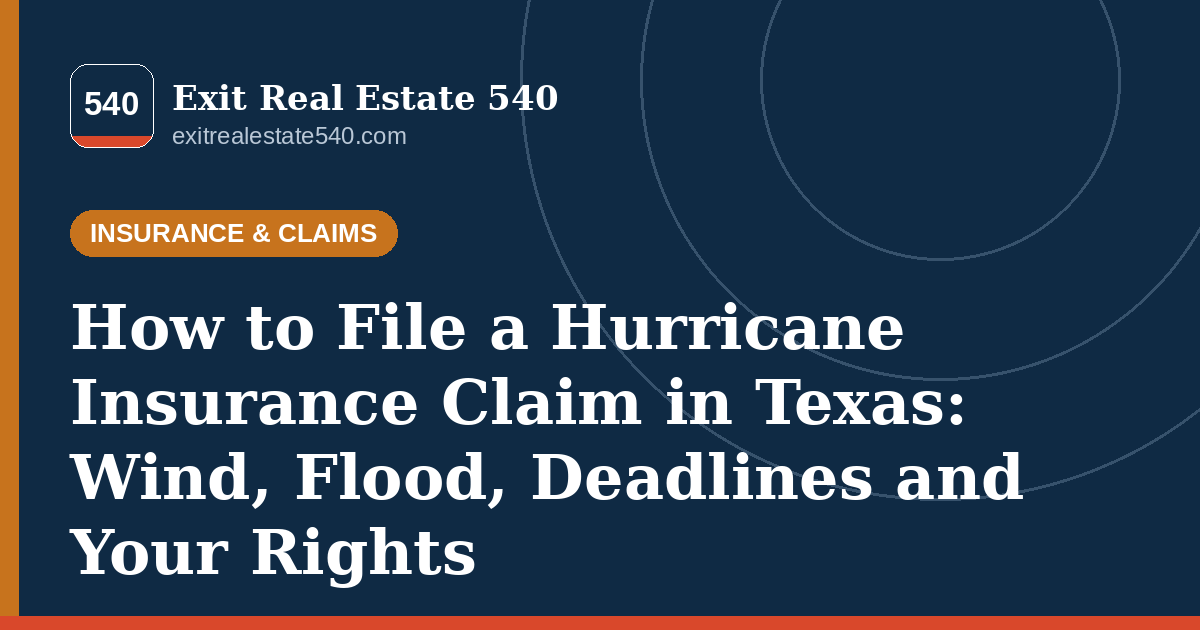 540
Exit Real Estate 540
exitrealestate540.com
INSURANCE & CLAIMS
How to File a Hurricane
Insurance Claim in Texas:
Wind, Flood, Deadlines and
Your Rights